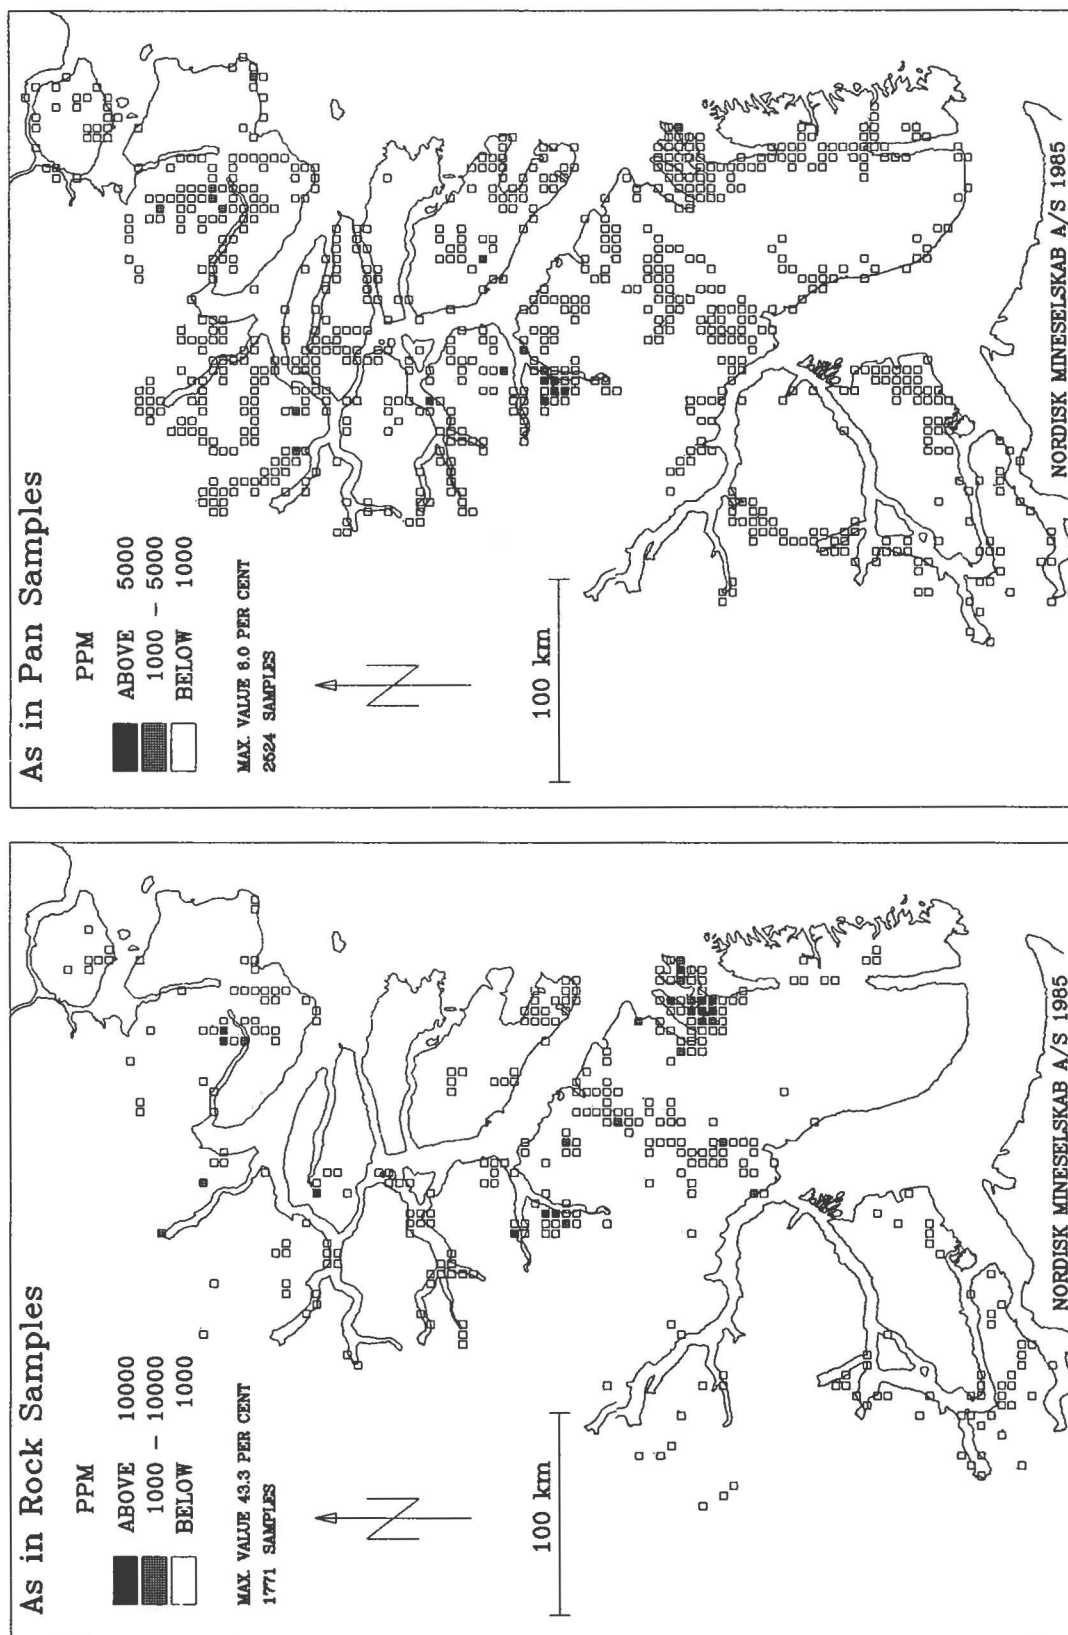 As in Rock Samples
PPM
ABOVE 10000
1000 – 10000
BELOW 1000
MAX. VALUE 43.3 PER CENT
1771 SAMPLES
N
100 km
NORDISK MINESELSKAB A/S 1985
As in Pan Samples
PPM
ABOVE 5000
1000 – 5000
BELOW 1000
MAX. VALUE 6.0 PER CENT
2524 SAMPLES
N
100 km
NORDISK MINESELSKAB A/S 1985